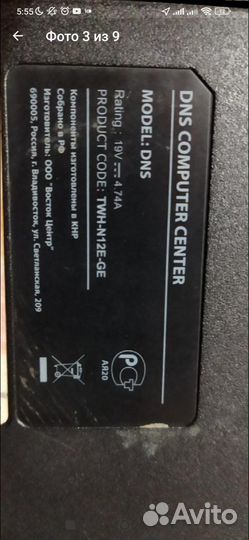 5:55
Фото 3 из 9
DNS COMPUTER CENTER
MODEL: DNS
Rating : 19V 4.74A
PRODUCT CODE: TWH-N12E-GE
Компоненты изготовлены в КНР
Собрано в РФ
Изготовитель: ООО "Восток Центр"
690005, Россия, г. Владивосток, ул. Светланская, 209
АЯ20
Avito